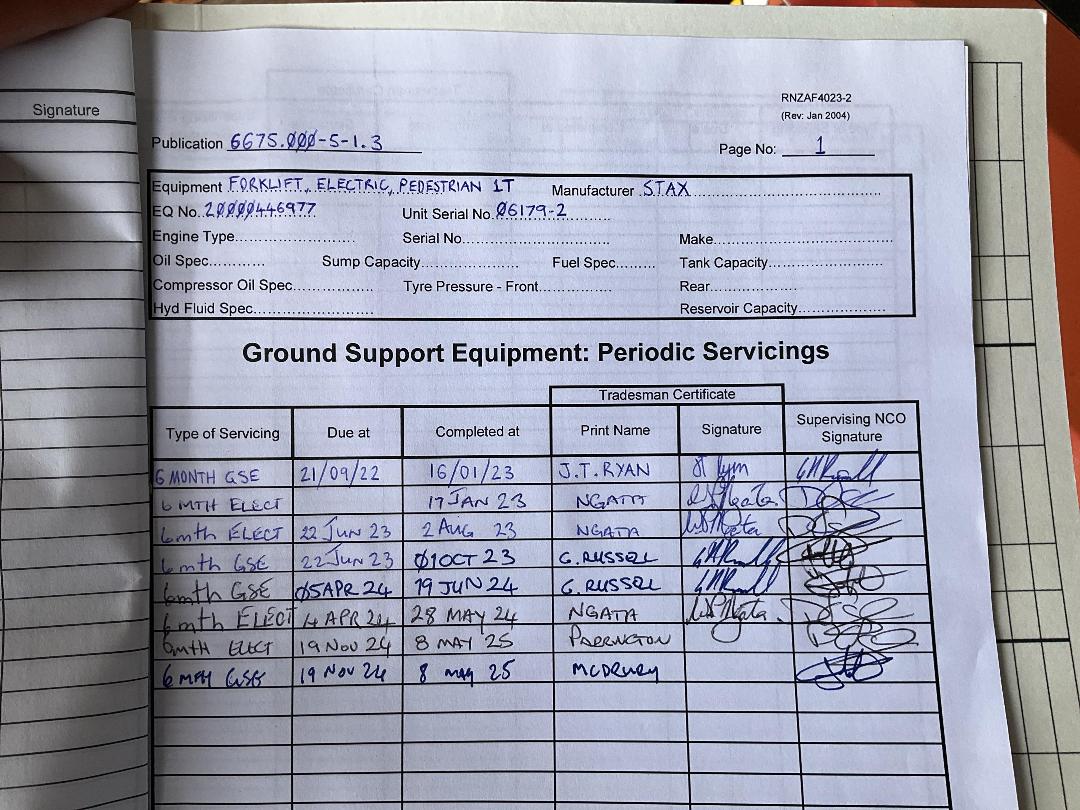 Signature
RNZAF4023-2
(Rev: Jan 2004)
Publication 6675.000-5-1.3
Page No: 1
Equipment FORKLIFT, ELECTRIC, PEDESTRIAN 1T Manufacturer STAX
EQ No. 20000446977 Unit Serial No. 06179-2
Engine Type Serial No. Make
Oil Spec Sump Capacity Fuel Spec Tank Capacity
Compressor Oil Spec Tyre Pressure - Front Rear
Hyd Fluid Spec Reservoir Capacity
Ground Support Equipment: Periodic Servicings
Tradesman Certificate
Type of Servicing Due at Completed at Print Name Signature Supervising NCO Signature
6 MONTH GSE 21/09/22 16/01/23 J.T.RYAN
6 MTH ELECT 17 JAN 23 NGATA
6mth ELECT 22 Jun 23 2 AUG 23 NGATA
6 mth GSE 22 Jun 23 01OCT 23 G.RUSSELL
6mth GSE 05APR 24 19 JUN 24 G.RUSSELL
6 mth ELECT 14 APR 24 28 MAY 24 NGATA
6mtH ELECT 19 NOV 24 8 MAY '25 PARRINGTON
6 MTH GSE 19 Nov 24 8 may 25 MCDRURY